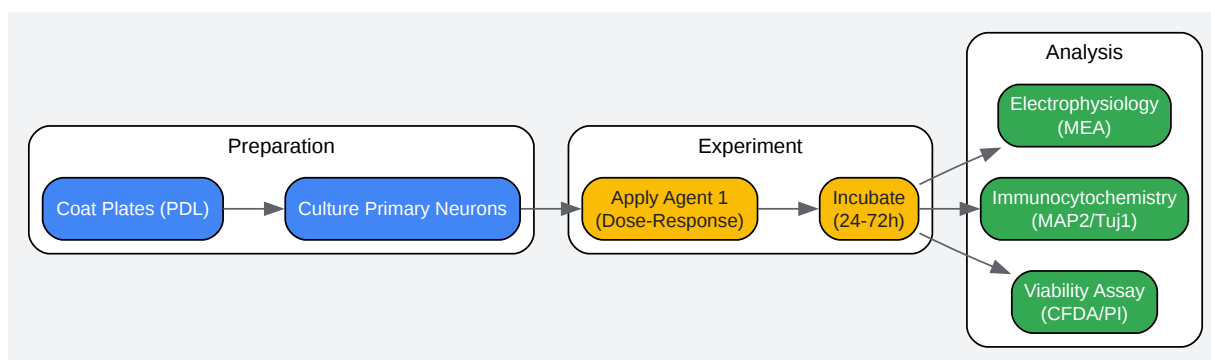 Preparation
Coat Plates (PDL)
Culture Primary Neurons
Experiment
Apply Agent 1
(Dose-Response)
Incubate
(24-72h)
Analysis
Electrophysiology
(MEA)
Immunocytochemistry
(MAP2/Tuj1)
Viability Assay
(CFDA/PI)